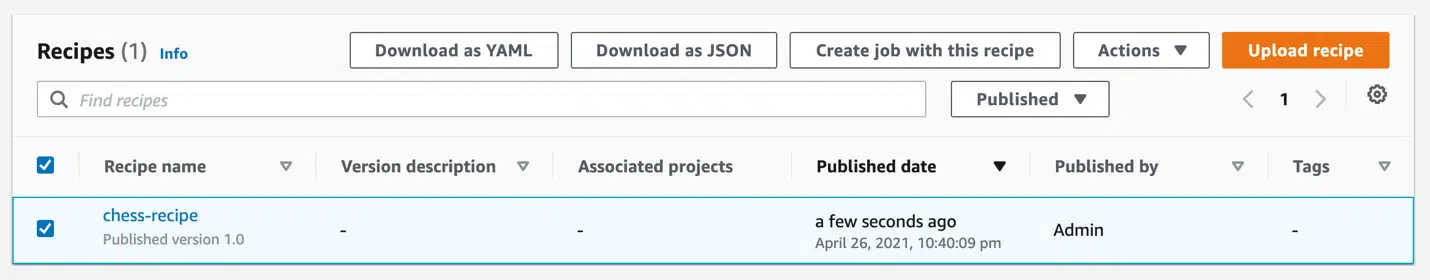 Recipes (1) Info Download as YAML Download as JSON Create job with this recipe Actions Upload recipe
Find recipes Published 1
Recipe name Version description Associated projects Published date Published by Tags
chess-recipe - - a few seconds ago Admin -
Published version 1.0 April 26, 2021, 10:40:09 pm